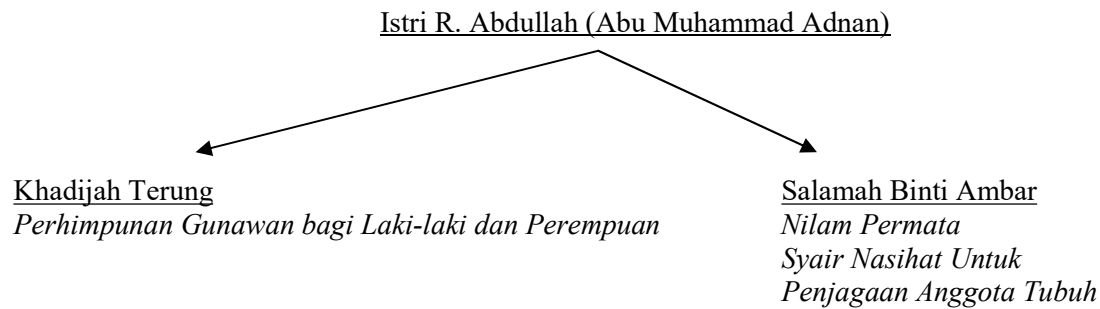 Istri R. Abdullah (Abu Muhammad Adnan)
Khadijah Terung
Perhimpunan Gunawan bagi Laki-laki dan Perempuan
Salamah Binti Ambar
Nilam Permata
Syair Nasihat Untuk
Penjagaan Anggota Tubuh